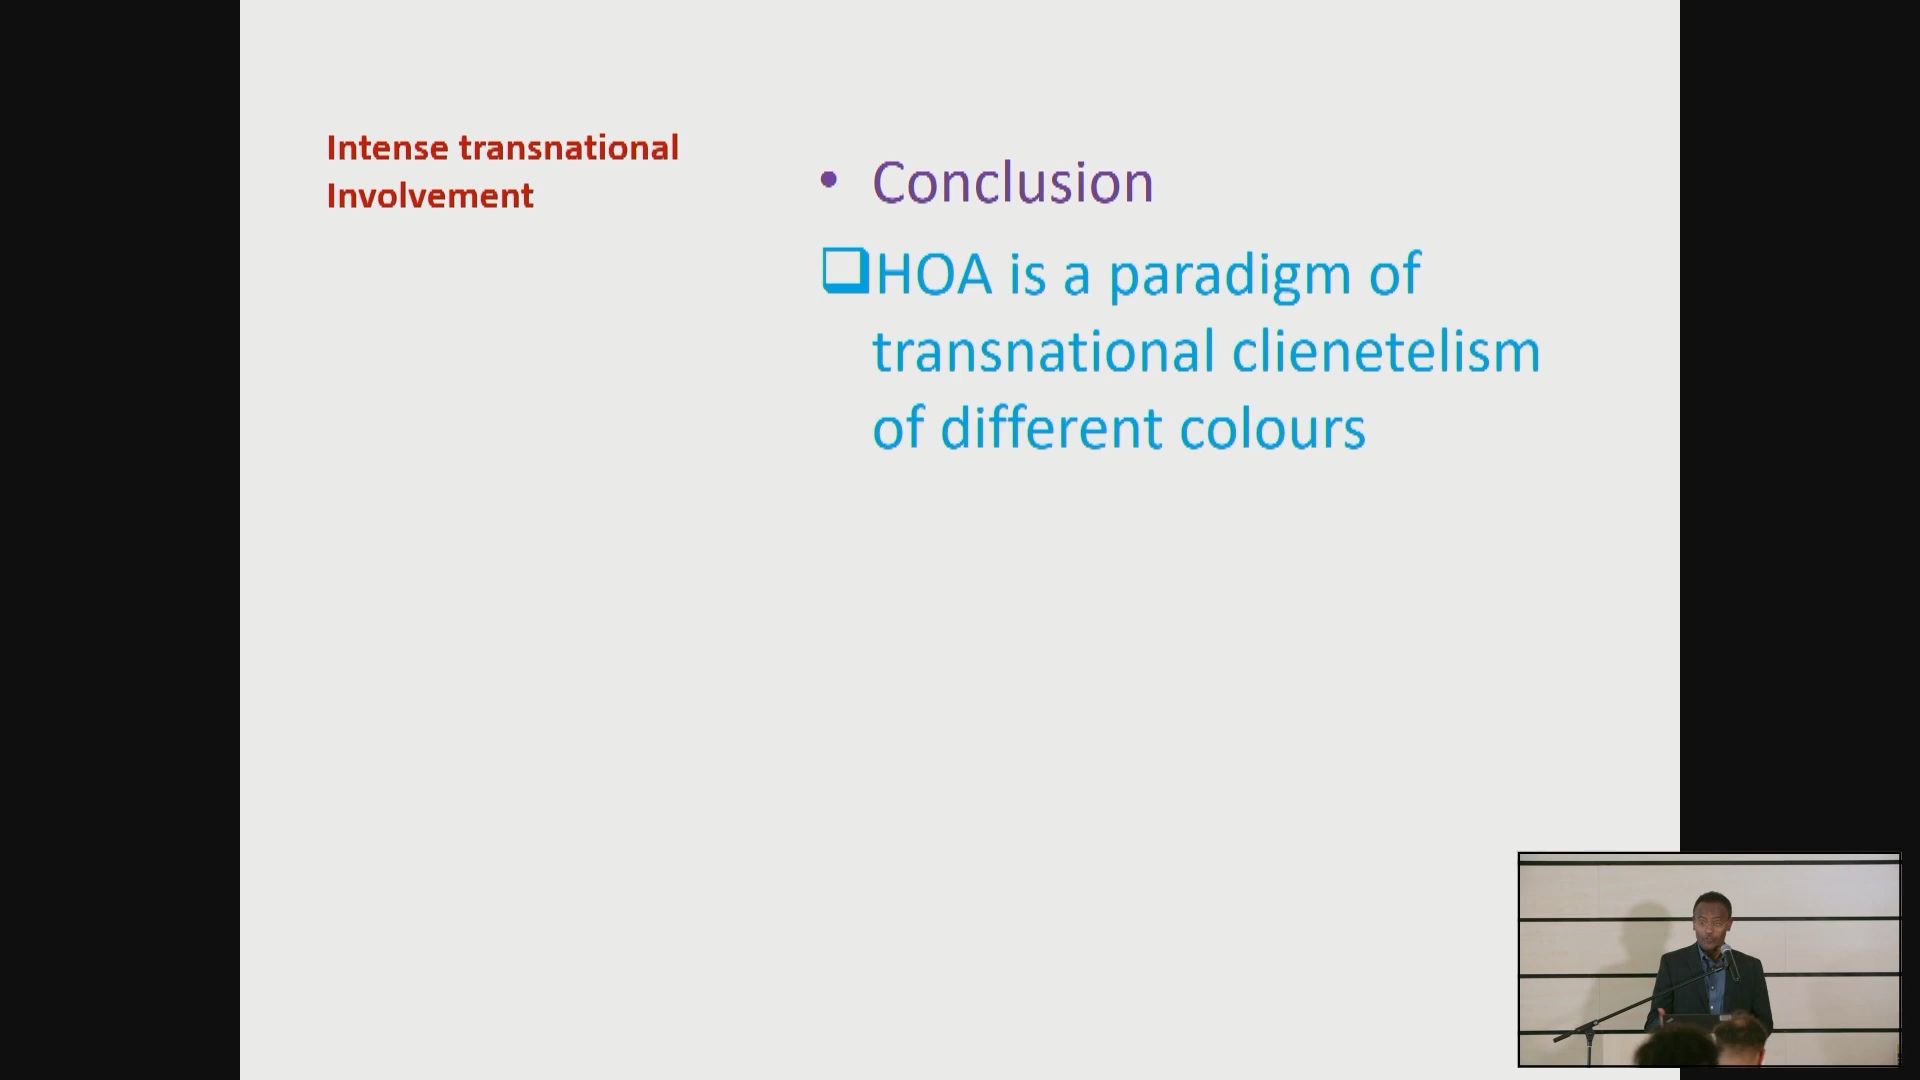 Intense transnational
Involvement
• Conclusion
❑HOA is a paradigm of
transnational clienetelism
of different colours